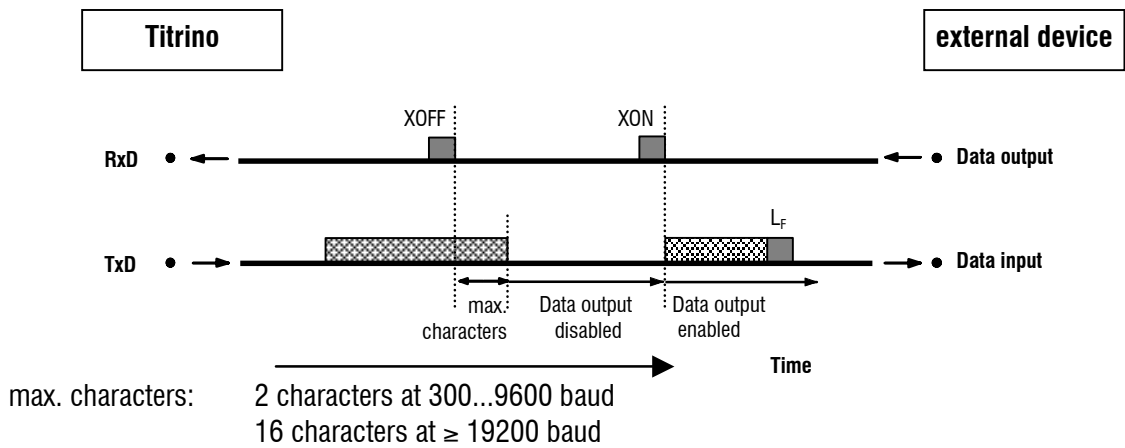 Titrino
external device
XOFF
XON
RxD
Data output
L_F
TxD
Data input
max.
characters
Data output
disabled
Data output
enabled
Time
max. characters: 2 characters at 300...9600 baud
16 characters at ≥ 19200 baud